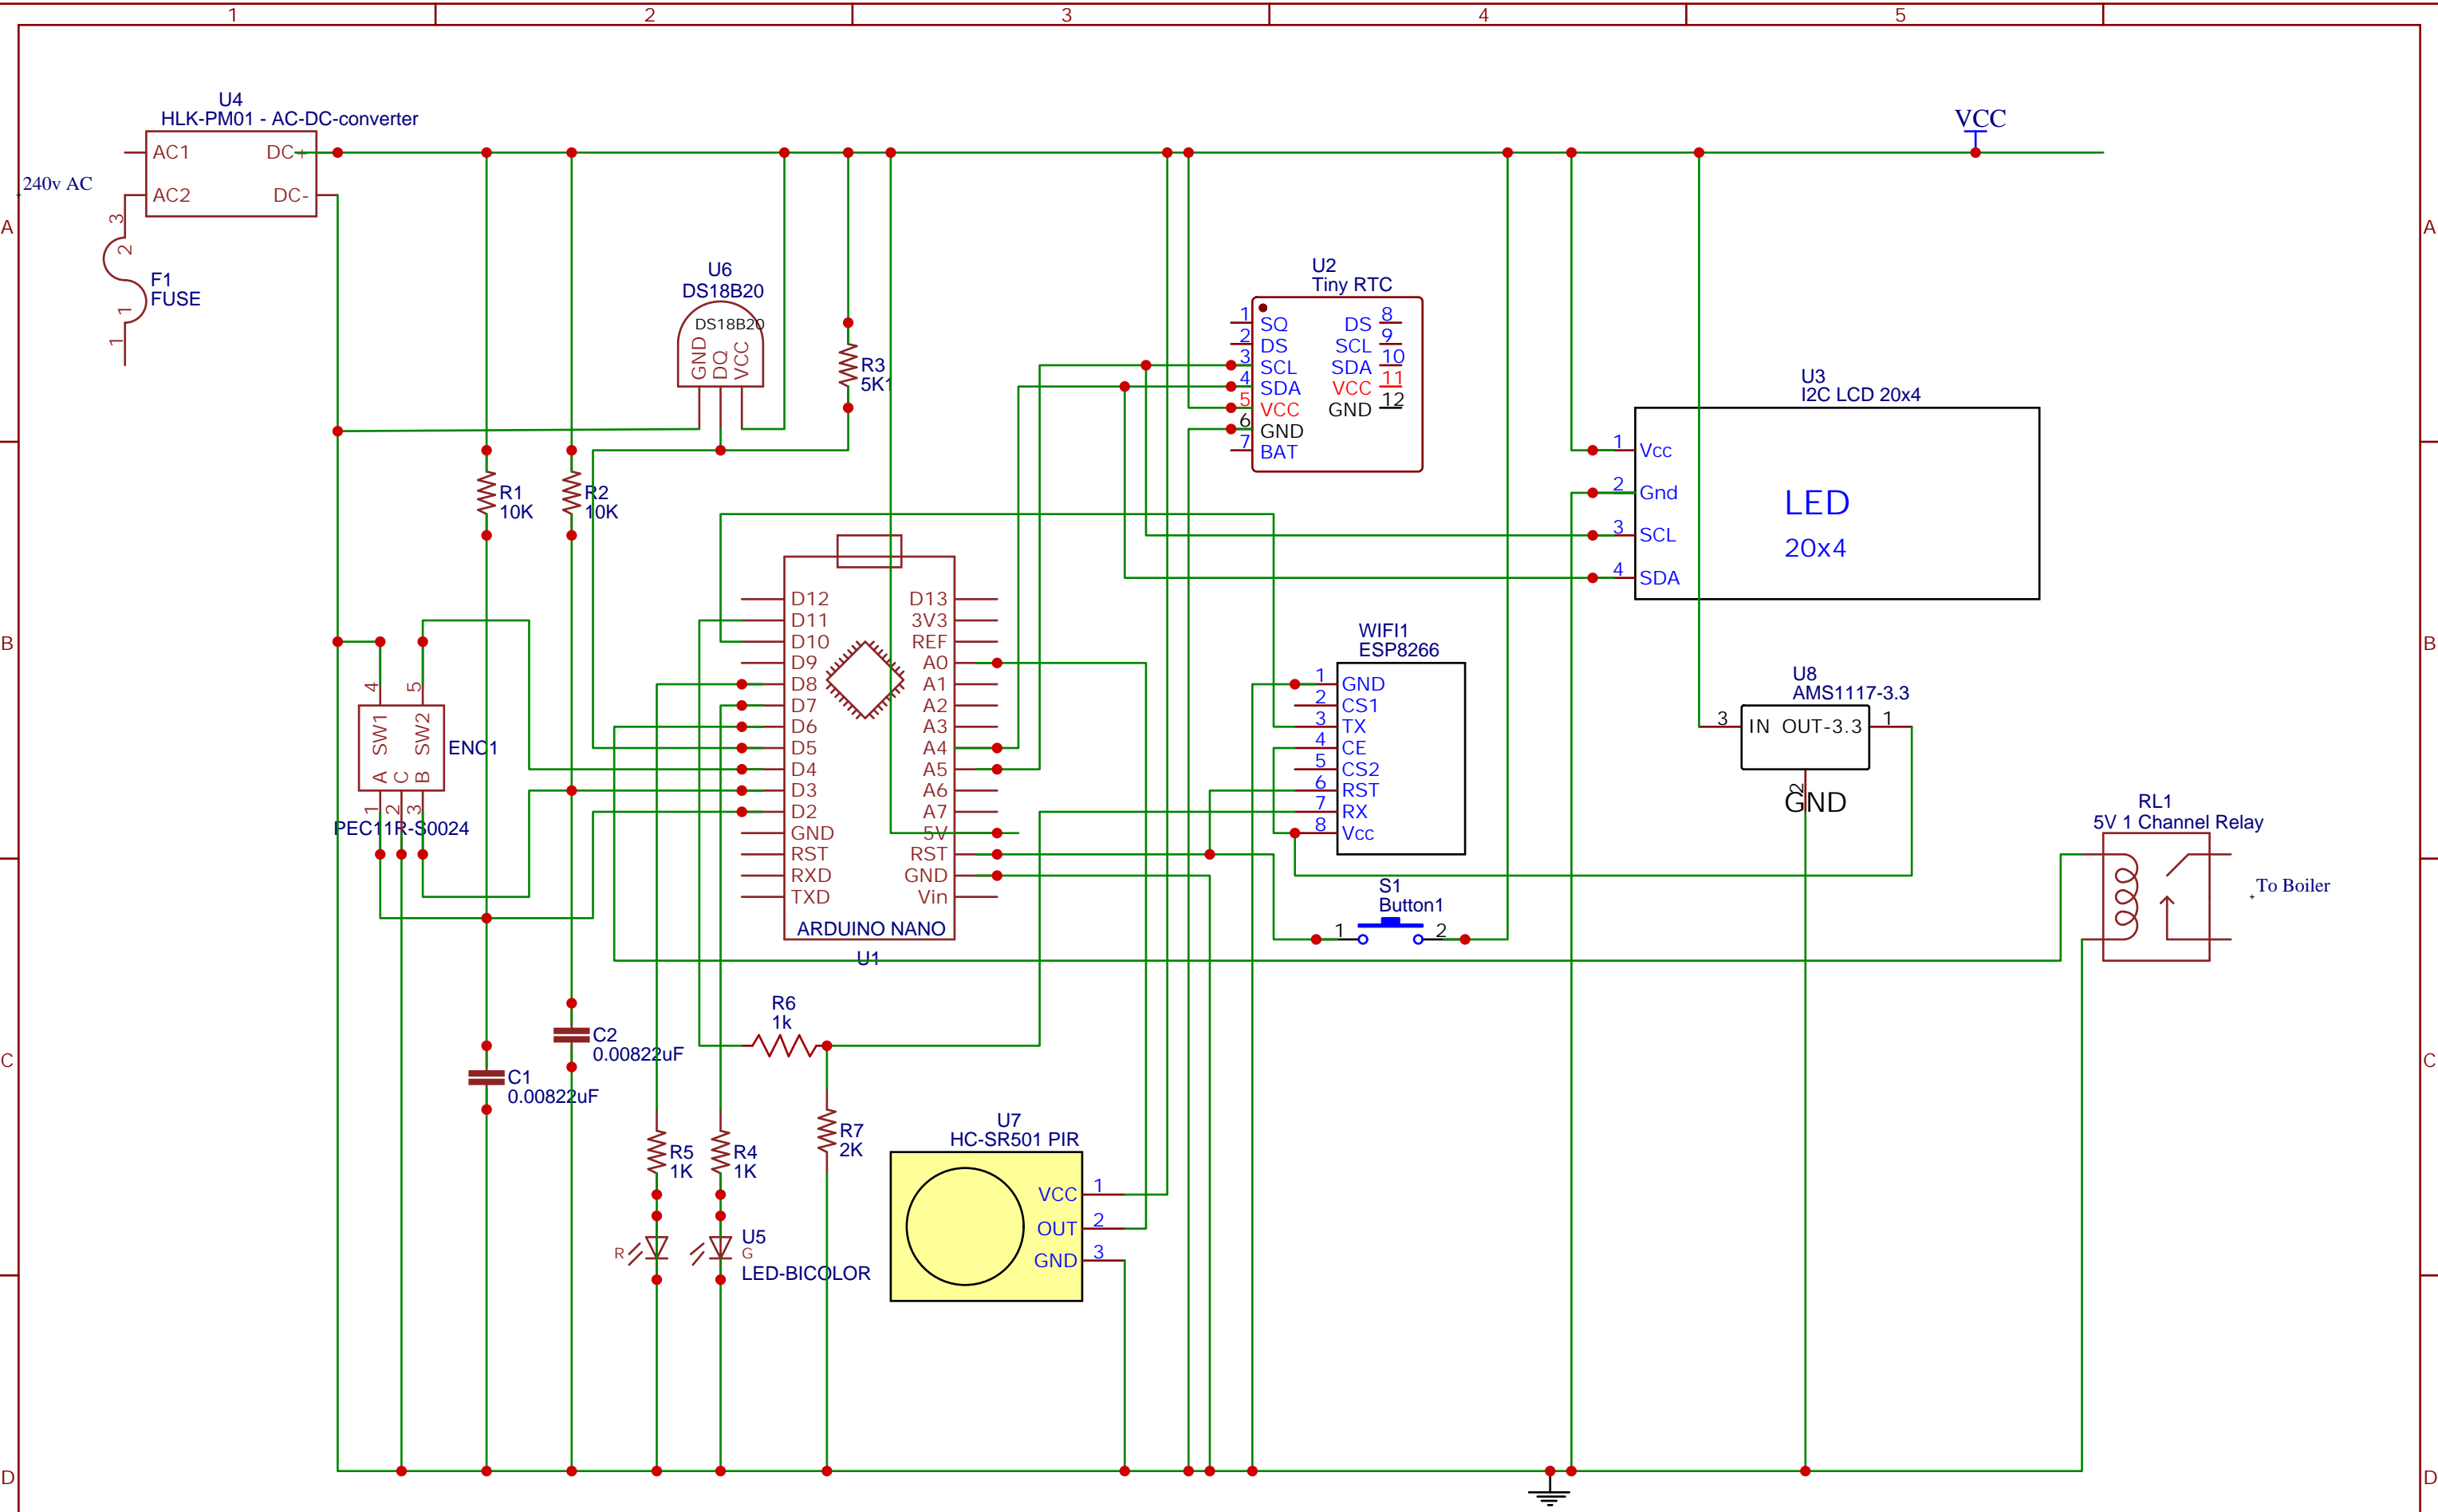 1 2 3 4 5
A A
B B
C C
D D
U4
HLK-PM01 - AC-DC-converter
AC1 DC+
AC2 DC-
240v AC
3
2
1
1
F1
FUSE
VCC
U6
DS18B20
DS18B20
GND DQ VCC
R3
5K1
R1
10K
R2
10K
U2
Tiny RTC
1 SQ DS 8
2 DS SCL 9
3 SCL SDA 10
4 SDA VCC 11
5 VCC GND 12
6 GND
7 BAT
U3
I2C LCD 20x4
1 Vcc
2 Gnd
3 SCL
4 SDA
LED
20x4
4 5
SW1 SW2
A C B
1 2 3
ENC1
PEC11R-S0024
D12 D13
D11 3V3
D10 REF
D9 A0
D8 A1
D7 A2
D6 A3
D5 A4
D4 A5
D3 A6
D2 A7
GND 5V
RST RST
RXD GND
TXD Vin
ARDUINO NANO
U1
WIFI1
ESP8266
1 GND
2 CS1
3 TX
4 CE
5 CS2
6 RST
7 RX
8 Vcc
U8
AMS1117-3.3
3 IN OUT-3.3 1
2
GND
RL1
5V 1 Channel Relay
To Boiler
S1
Button1
1 2
R6
1k
C2
0.00822uF
C1
0.00822uF
R5
1K
R4
1K
R7
2K
R G
U5
LED-BICOLOR
U7
HC-SR501 PIR
VCC 1
OUT 2
GND 3